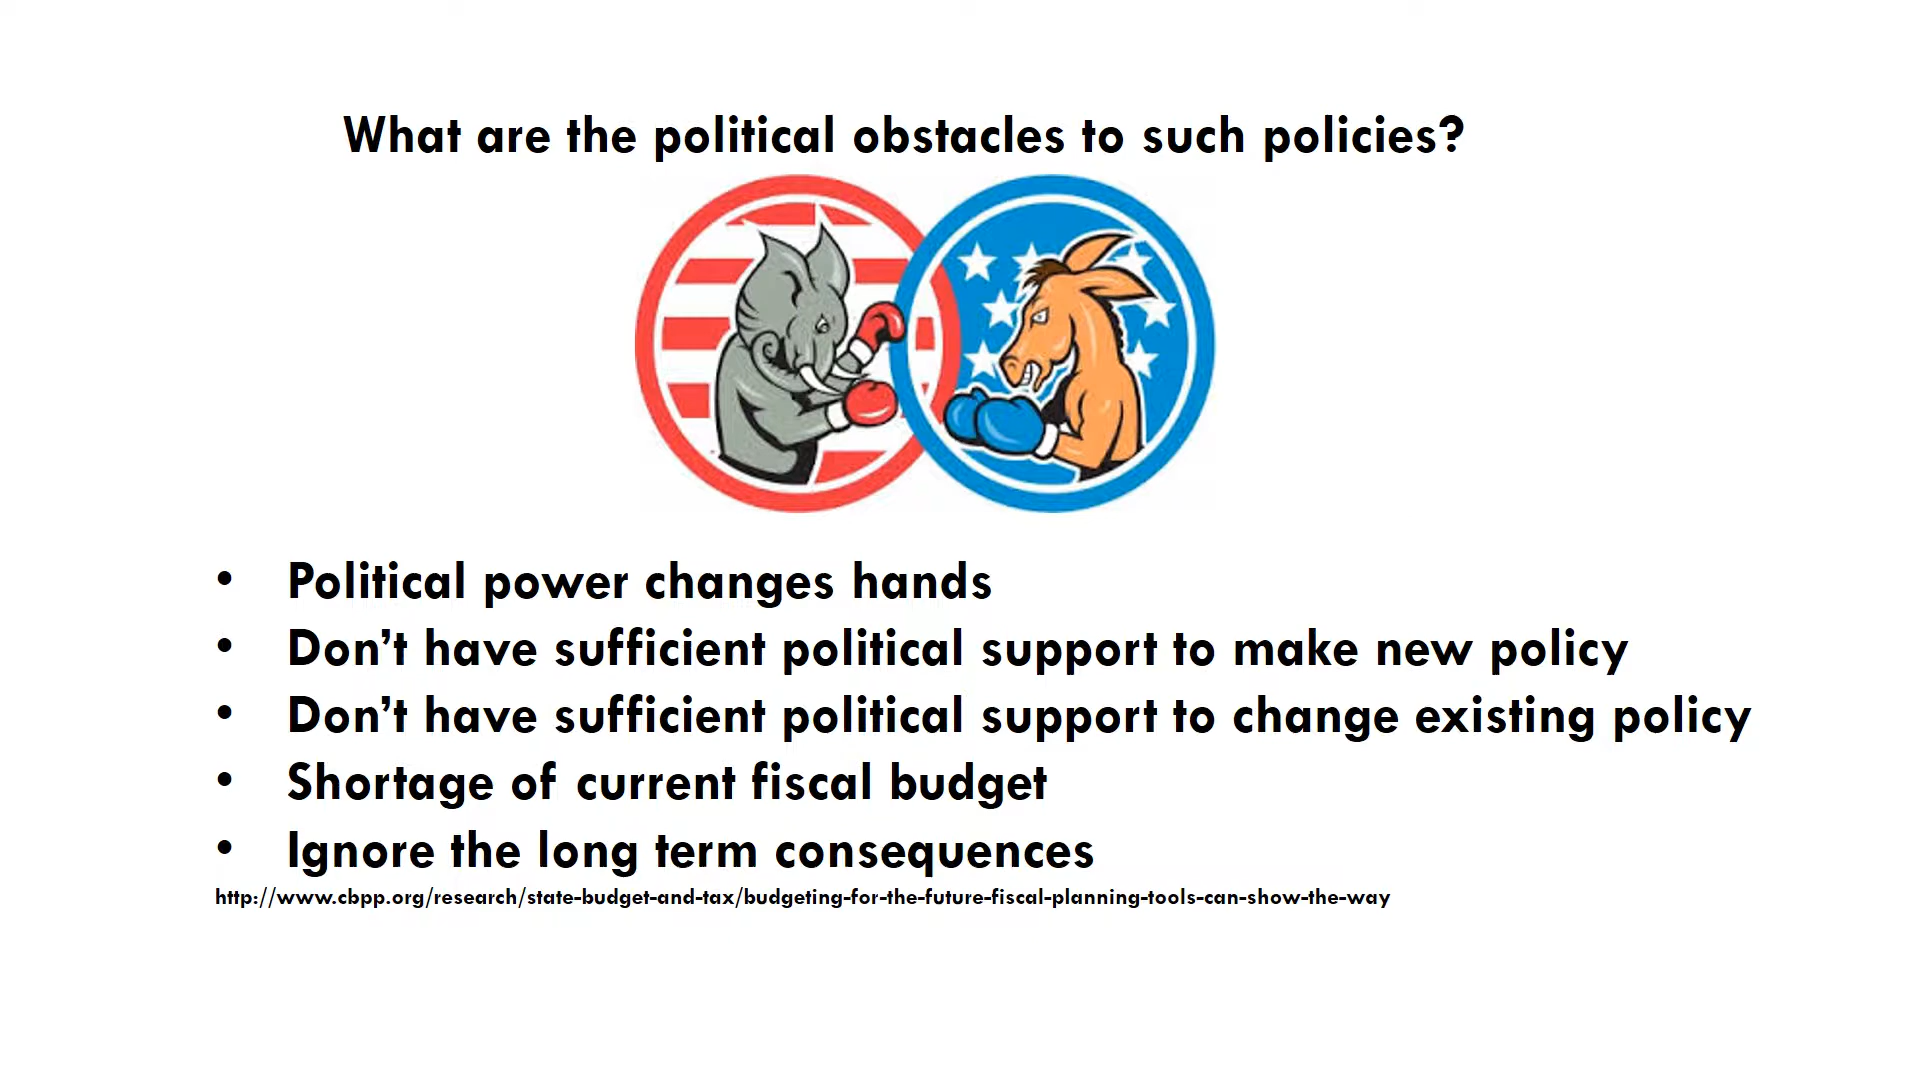 What are the political obstacles to such policies?
• Political power changes hands
• Don’t have sufficient political support to make new policy
• Don’t have sufficient political support to change existing policy
• Shortage of current fiscal budget
• Ignore the long term consequences
http://www.cbpp.org/research/state-budget-and-tax/budgeting-for-the-future-fiscal-planning-tools-can-show-the-way